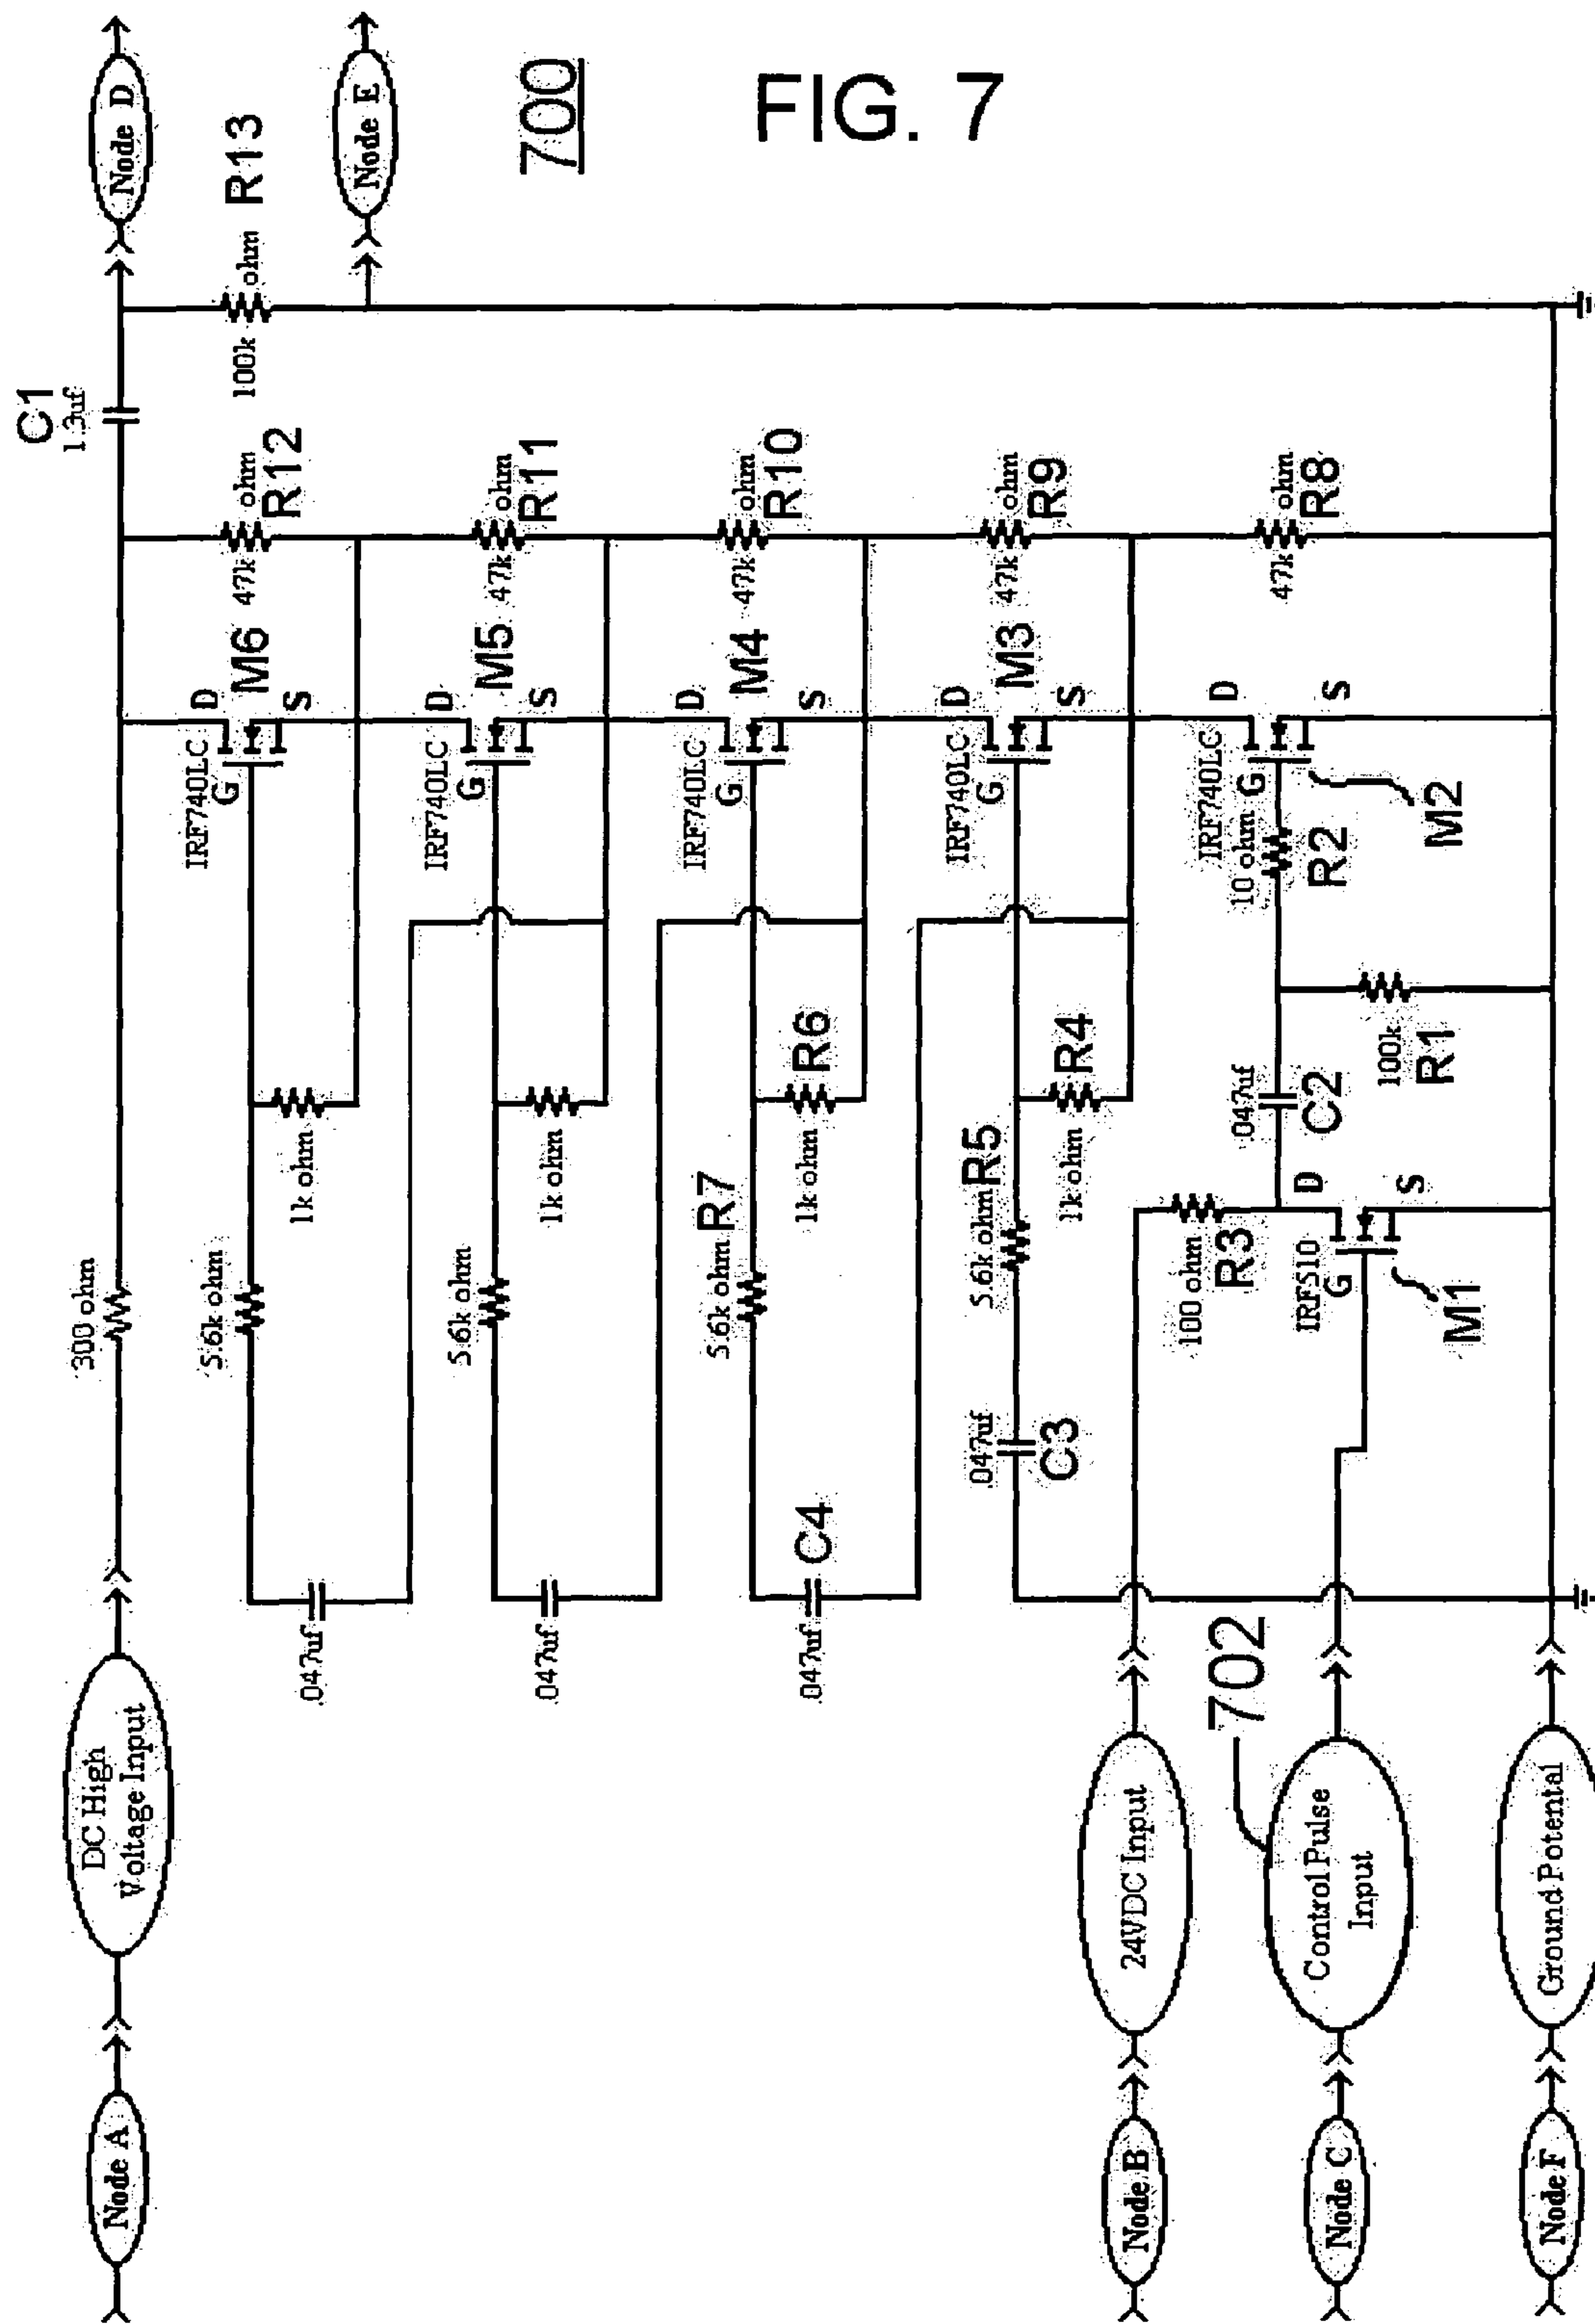 FIG. 7
700
Node A
DC High
Voltage Input
300 ohm
C1
1.3uf
Node D
5.6k ohm
1k ohm
.047uf
IRF740LC
G
D
M6
S
47k ohm
R12
100k ohm R13
Node E
5.6k ohm
1k ohm
.047uf
IRF740LC
G
D
M5
S
47k ohm
R11
5.6k ohm R7
1k ohm
R6
.047uf
C4
IRF740LC
G
D
M4
S
47k ohm
R10
.047uf
C3
5.6k ohm R5
1k ohm
R4
IRF740LC
G
D
M3
S
47k ohm
R9
Node B
24VDC Input
100 ohm
R3
IRF510
G
D
S
M1
.047uf
C2
100k
R1
10 ohm
R2
IRF740LC
G
D
S
M2
47k ohm
R8
702
Node C
Control Pulse
Input
Node F
Ground Potential